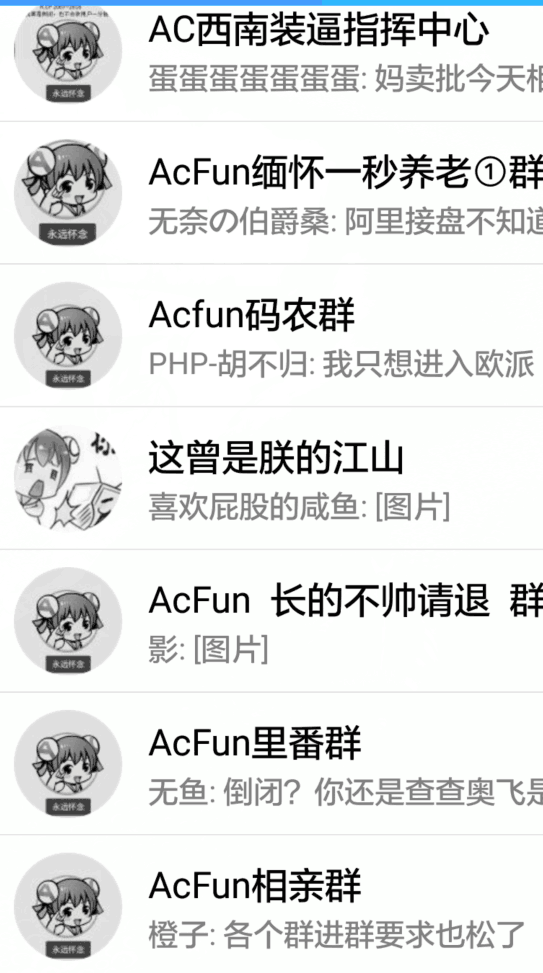 AC西南装逼指挥中心
蛋蛋蛋蛋蛋蛋蛋: 妈卖批今天相
永远怀念
AcFun缅怀一秒养老①群
无奈の伯爵桑: 阿里接盘不知道
永远怀念
Acfun码农群
PHP-胡不归: 我只想进入欧派
永远怀念
这曾是朕的江山
喜欢屁股的咸鱼: [图片]
AcFun 长的不帅请退 群
影: [图片]
永远怀念
AcFun里番群
无鱼: 倒闭？你还是查查奥飞是
永远怀念
AcFun相亲群
橙子: 各个群进群要求也松了
永远怀念